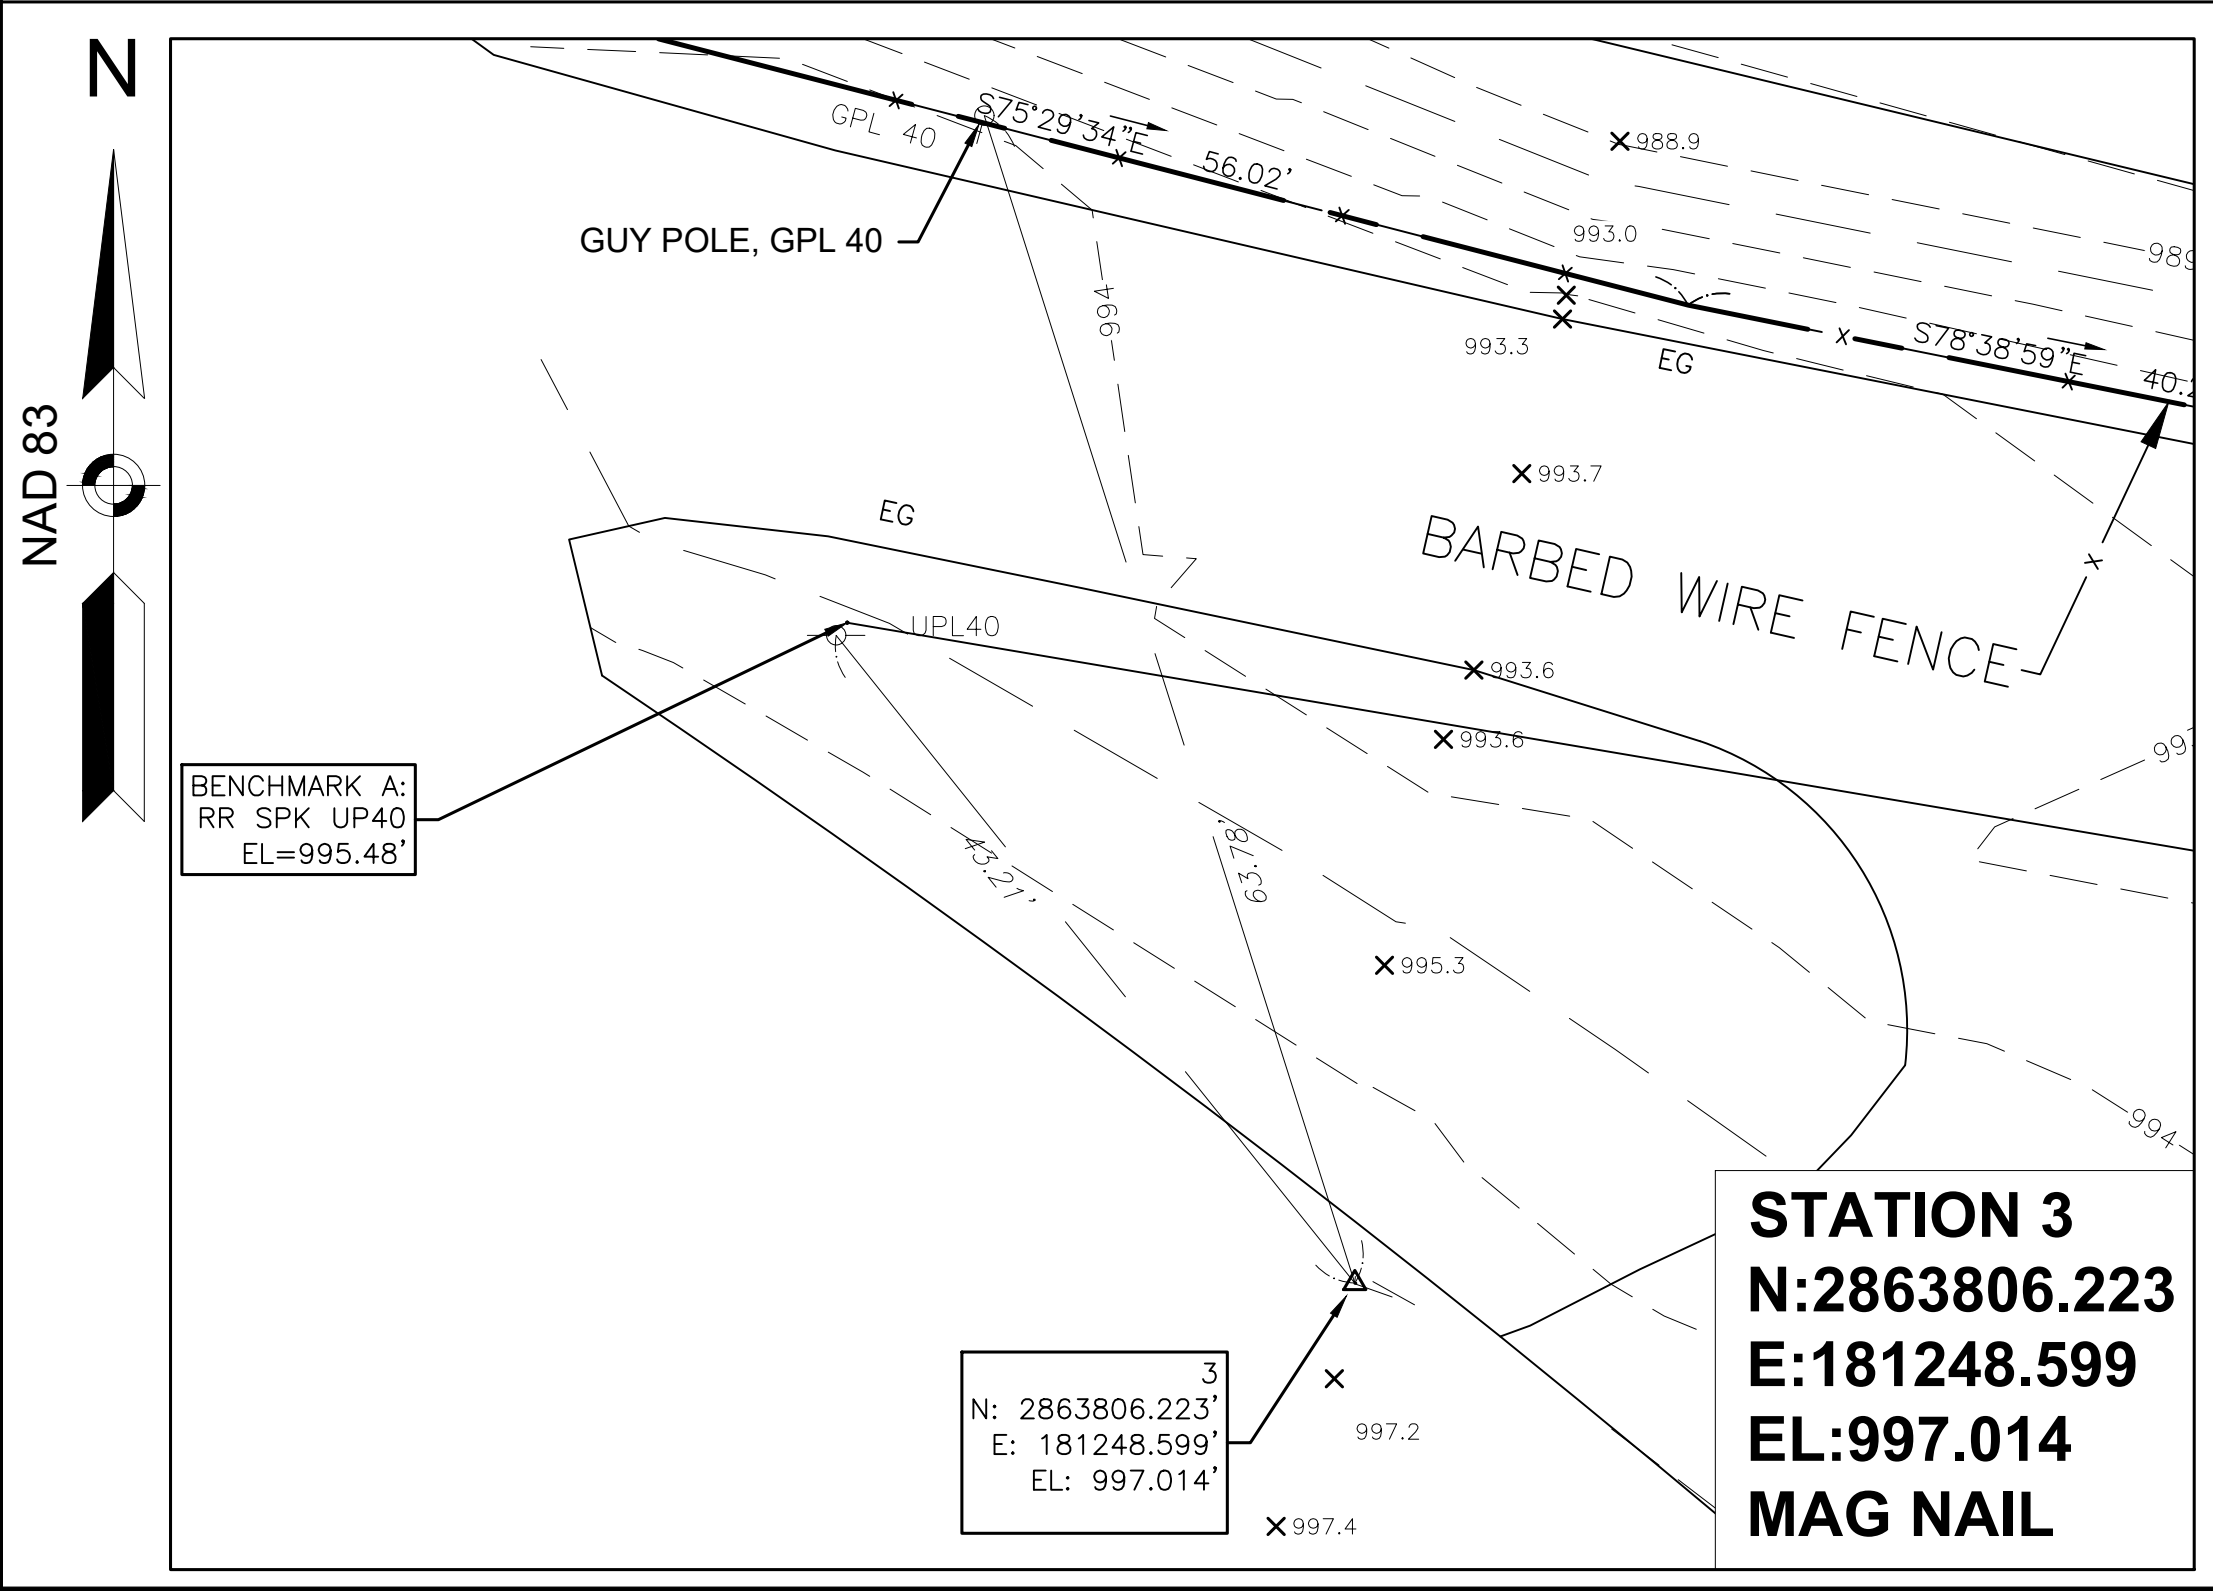 N
NAD 83
GPL 40
S75°29'34"E
56.02'
988.9
GUY POLE, GPL 40
993.0
994
993.3
EG
S78°38'59"E
993.7
EG
BARBED WIRE FENCE
UPL40
993.6
993.6
BENCHMARK A:
RR SPK UP40
EL=995.48'
43.21'
63.78'
995.3
994
3
N: 2863806.223'
E: 181248.599'
EL: 997.014'
997.2
997.4
STATION 3
N:2863806.223
E:181248.599
EL:997.014
MAG NAIL